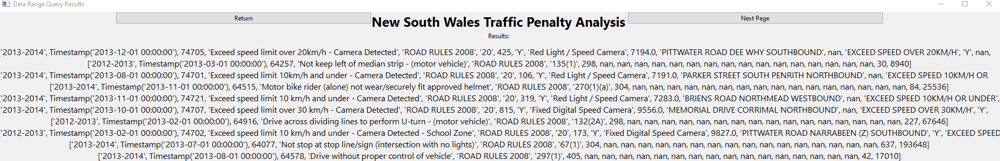 Data Range Query Results
Return
New South Wales Traffic Penalty Analysis
Next Page
Results:
'2013-2014', Timestamp('2013-12-01 00:00:00'), 74705, 'Exceed speed limit over 20km/h - Camera Detected', 'ROAD RULES 2008', '20', 425, 'Y', 'Red Light / Speed Camera', 7194.0, 'PITTWATER ROAD DEE WHY SOUTHBOUND', nan, 'EXCEED SPEED OVER 20KM/H', 'Y', nan,
['2012-2013', Timestamp('2013-03-01 00:00:00'), 64257, 'Not keep left of median strip - (motor vehicle)', 'ROAD RULES 2008', '135(1)', 298, nan, nan, nan, nan, nan, nan, nan, nan, nan, nan, nan, nan, nan, nan, nan, nan, 30, 8940]
'2013-2014', Timestamp('2013-08-01 00:00:00'), 74701, 'Exceed speed limit 10km/h and under - Camera Detected', 'ROAD RULES 2008', '20', 106, 'Y', 'Red Light / Speed Camera', 7191.0, 'PARKER STREET SOUTH PENRITH NORTHBOUND', nan, 'EXCEED SPEED 10KM/H OR
['2013-2014', Timestamp('2013-11-01 00:00:00'), 64515, 'Motor bike rider (alone) not wear/securely fit approved helmet', 'ROAD RULES 2008', '270(1)(a)', 304, nan, nan, nan, nan, nan, nan, nan, nan, nan, nan, nan, nan, nan, nan, nan, nan, 84, 25536]
'2013-2014', Timestamp('2013-11-01 00:00:00'), 74721, 'Exceed speed limit 10 km/h and under - Camera Detected', 'ROAD RULES 2008', '20', 319, 'Y', 'Red Light / Speed Camera', 7283.0, 'BRIENS ROAD NORTHMEAD WESTBOUND', nan, 'EXCEED SPEED 10KM/H OR UNDER',
'2013-2014', Timestamp('2013-10-01 00:00:00'), 74707, 'Exceed speed limit over 30 km/h - Camera Detected', 'ROAD RULES 2008', '20', 815, 'Y', 'Fixed Digital Speed Camera', 9556.0, 'MEMORIAL DRIVE CORRIMAL NORTHBOUND', nan, 'EXCEED SPEED OVER 30KM/H', 'Y',
['2012-2013', Timestamp('2013-02-01 00:00:00'), 64916, 'Drive across dividing lines to perform U-turn - (motor vehicle)', 'ROAD RULES 2008', '132(2A)', 298, nan, nan, nan, nan, nan, nan, nan, nan, nan, nan, nan, nan, nan, nan, nan, nan, 227, 67646]
'2012-2013', Timestamp('2013-02-01 00:00:00'), 74702, 'Exceed speed limit 10 km/h and under - Camera Detected - School Zone', 'ROAD RULES 2008', '20', 173, 'Y', 'Fixed Digital Speed Camera', 9827.0, 'PITTWATER ROAD NARRABEEN (Z) SOUTHBOUND', 'Y', 'EXCEED SPEED
['2013-2014', Timestamp('2013-07-01 00:00:00'), 64077, 'Not stop at stop line/sign (intersection with no lights)', 'ROAD RULES 2008', '67(1)', 304, nan, nan, nan, nan, nan, nan, nan, nan, nan, nan, nan, nan, nan, nan, nan, nan, 637, 193648]
['2013-2014', Timestamp('2013-08-01 00:00:00'), 64578, 'Drive without proper control of vehicle', 'ROAD RULES 2008', '297(1)', 405, nan, nan, nan, nan, nan, nan, nan, nan, nan, nan, nan, nan, nan, nan, nan, nan, 42, 17010]